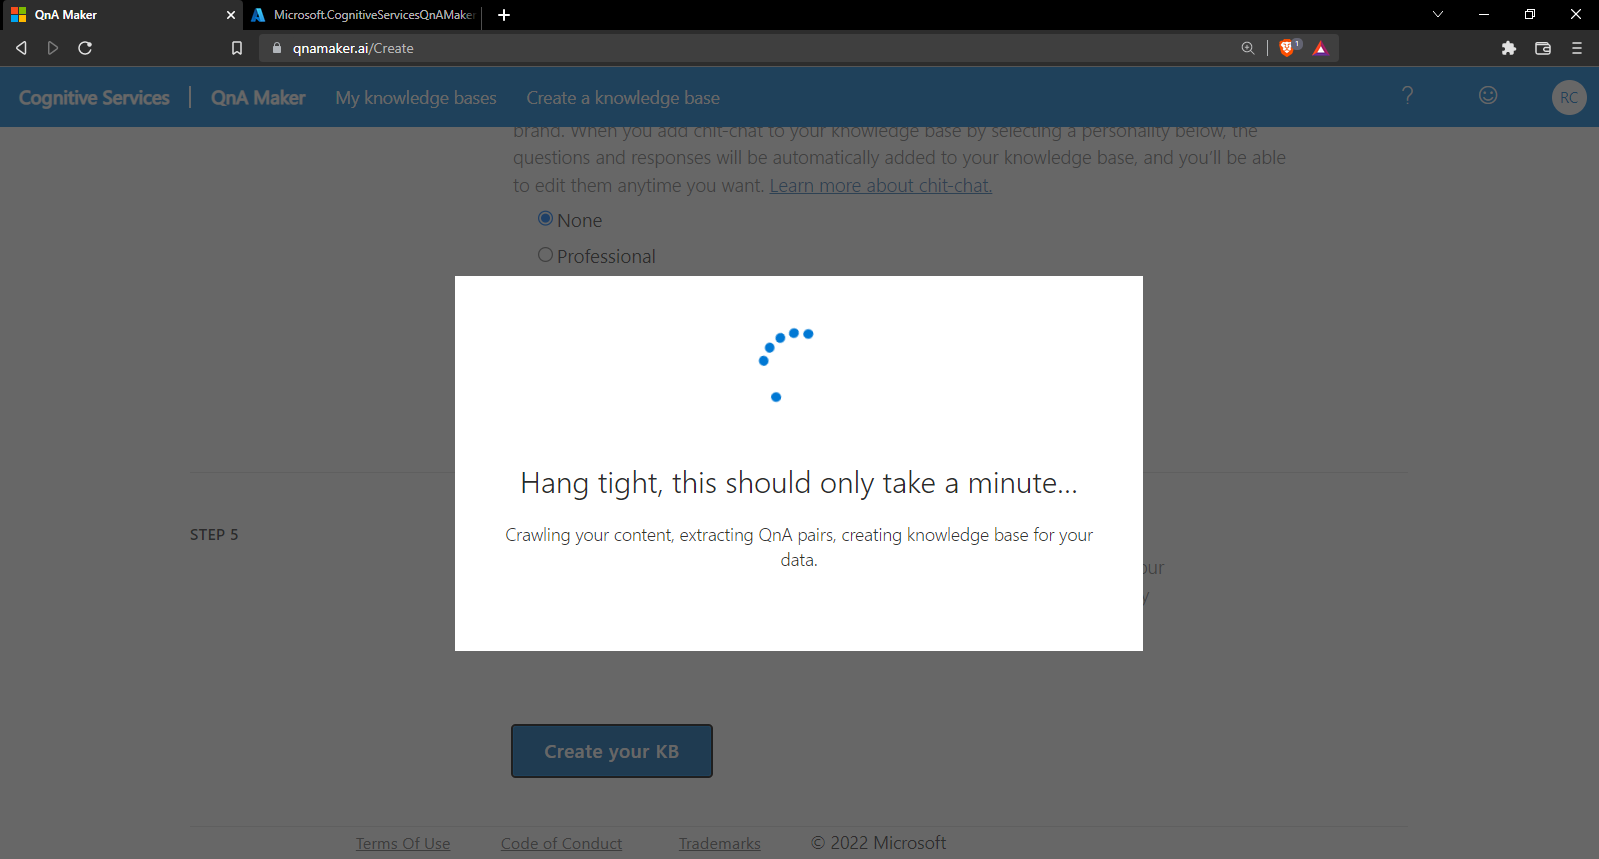 QnA Maker
Microsoft.CognitiveServicesQnAMake
qnamaker.ai/Create
1
Cognitive Services
QnA Maker
My knowledge bases
Create a knowledge base
?
RC
brand. When you add chit-chat to your knowledge base by selecting a personality below, the
questions and responses will be automatically added to your knowledge base, and you'll be able
to edit them anytime you want. Learn more about chit-chat.
None
Professional
Hang tight, this should only take a minute...
Crawling your content, extracting QnA pairs, creating knowledge base for your
data.
STEP 5
Create your KB
Terms Of Use
Code of Conduct
Trademarks
© 2022 Microsoft